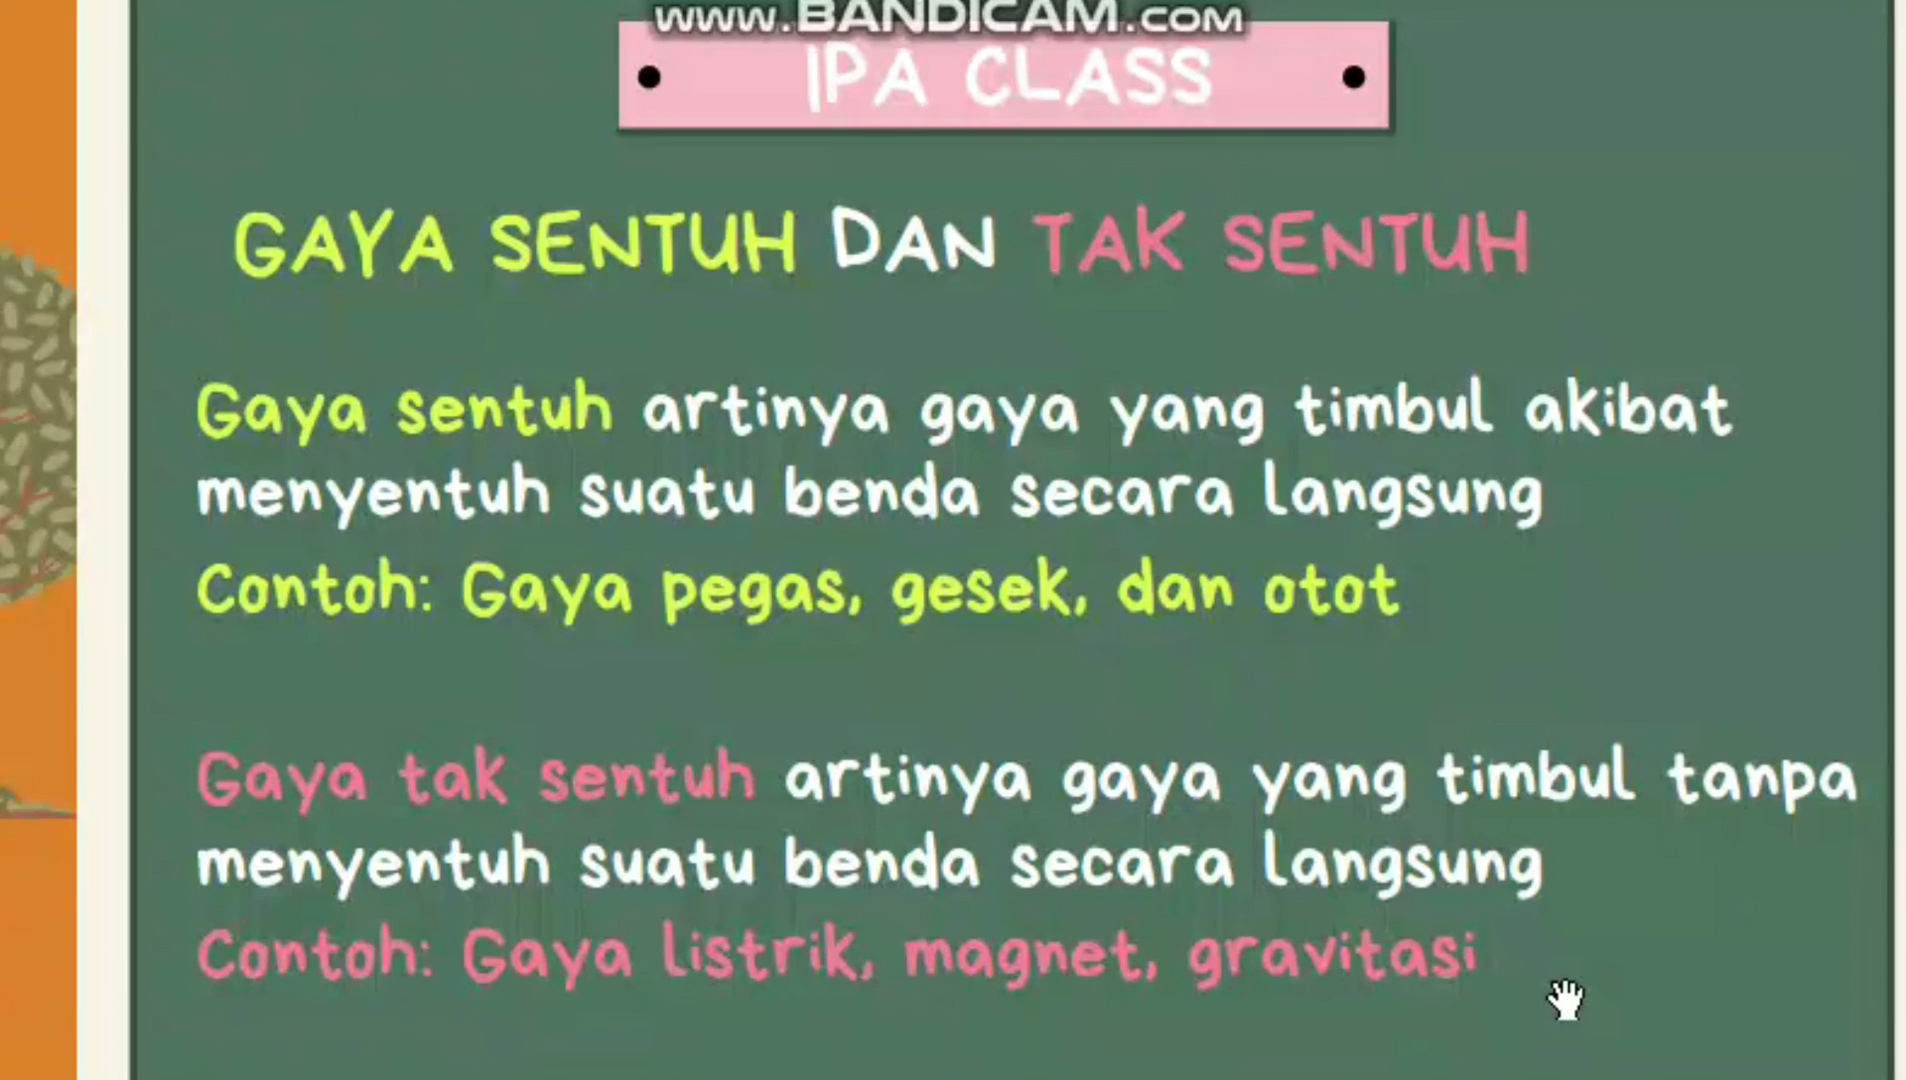 www.BANDICAM.COM
IPA CLASS
GAYA SENTUH DAN TAK SENTUH
Gaya sentuh artinya gaya yang timbul akibat
menyentuh suatu benda secara langsung
Contoh: Gaya pegas, gesek, dan otot
Gaya tak sentuh artinya gaya yang timbul tanpa
menyentuh suatu benda secara langsung
Contoh: Gaya listrik, magnet, gravitasi